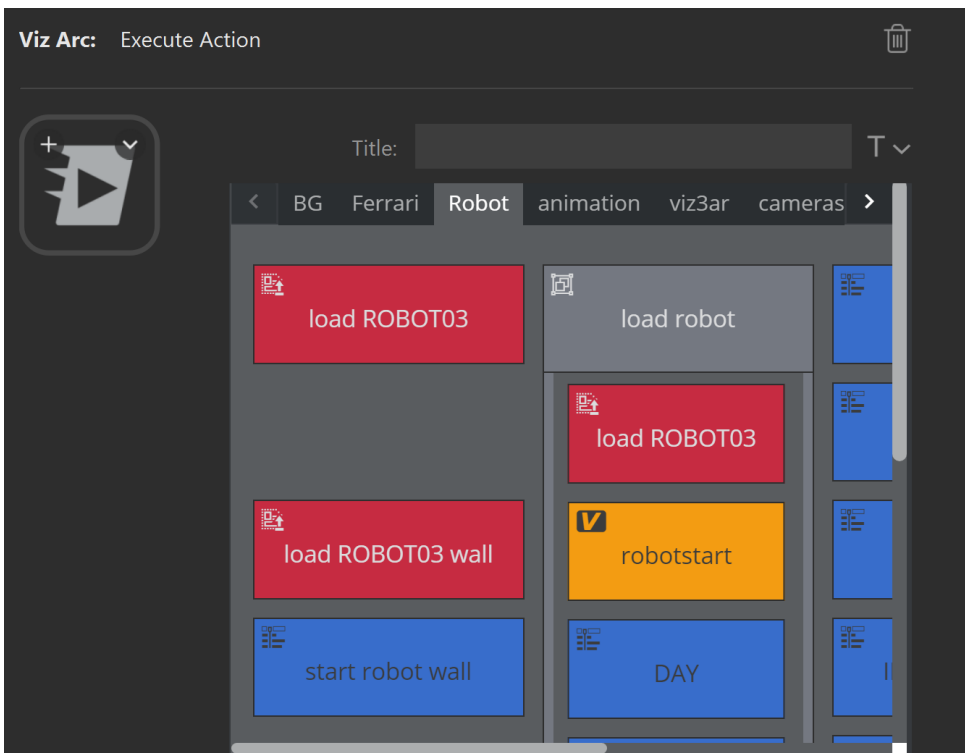 Viz Arc: Execute Action
Title:
T
BG Ferrari Robot animation viz3ar cameras
load ROBOT03
load robot
load ROBOT03
robotstart
load ROBOT03 wall
start robot wall
DAY